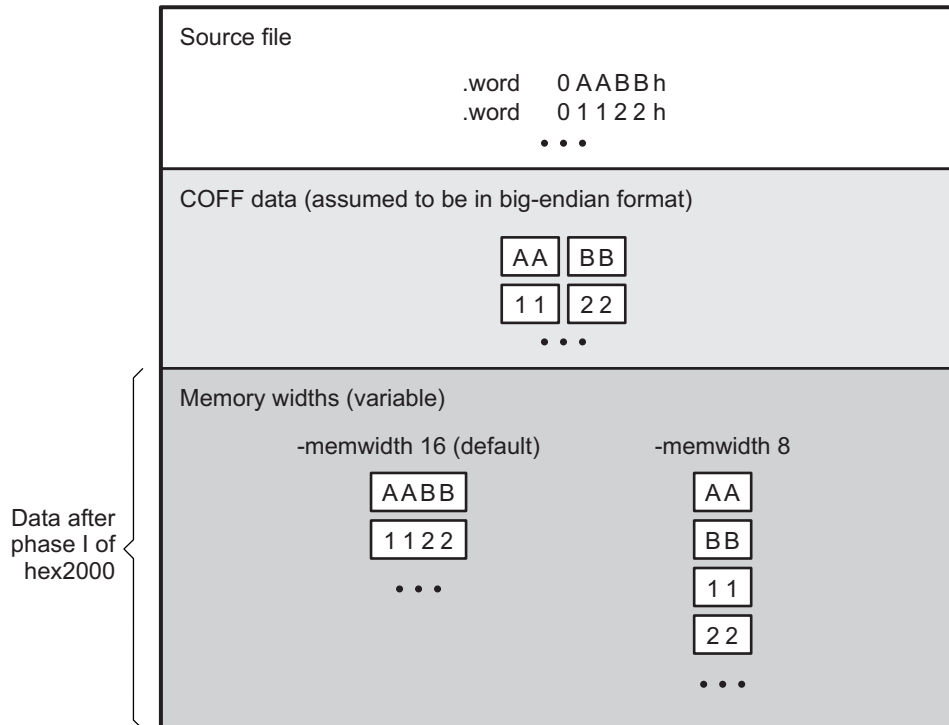 Source file
.word 0AABBh
.word 01122h
• • •
COFF data (assumed to be in big-endian format)
AA BB
11 22
• • •
Memory widths (variable)
-memwidth 16 (default)
AABB
1122
• • •
-memwidth 8
AA
BB
11
22
• • •
Data after
phase I of
hex2000